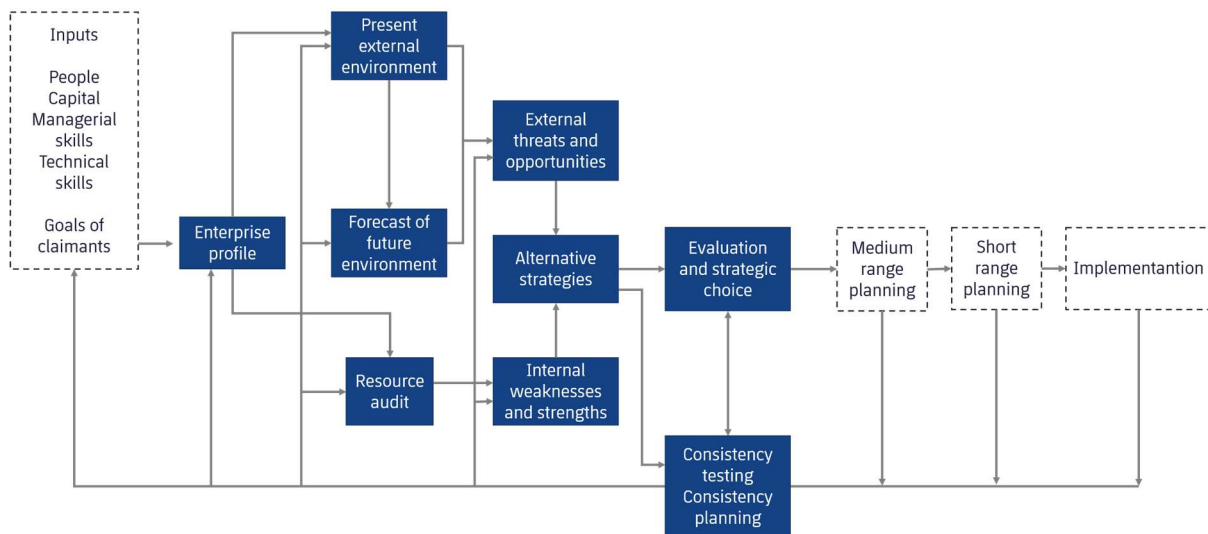 Inputs
People
Capital
Managerial
skills
Technical
skills
Goals of
claimants
Enterprise
profile
Present
external
environment
Forecast of
future
environment
Resource
audit
External
threats and
opportunities
Alternative
strategies
Internal
weaknesses
and strengths
Evaluation
and strategic
choice
Consistency
testing
Consistency
planning
Medium
range
planning
Short
range
planning
Implementantion